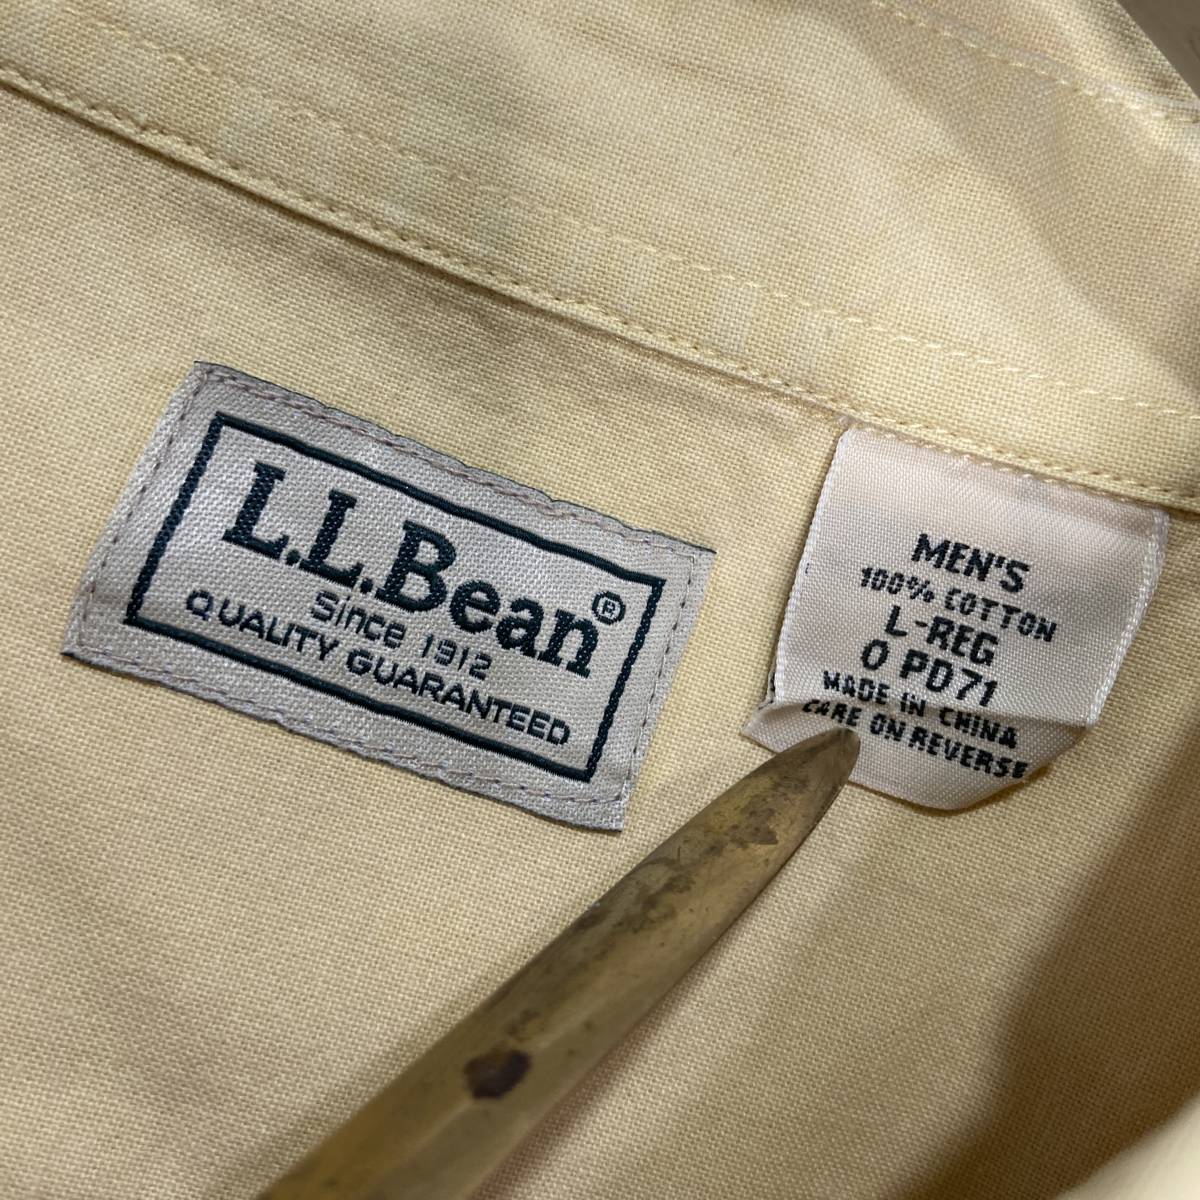 L.L.Bean®
Since 1912
QUALITY GUARANTEED
MEN'S
100% COTTON
L-REG
0 PD71
MADE IN CHINA
CARE ON REVERSE